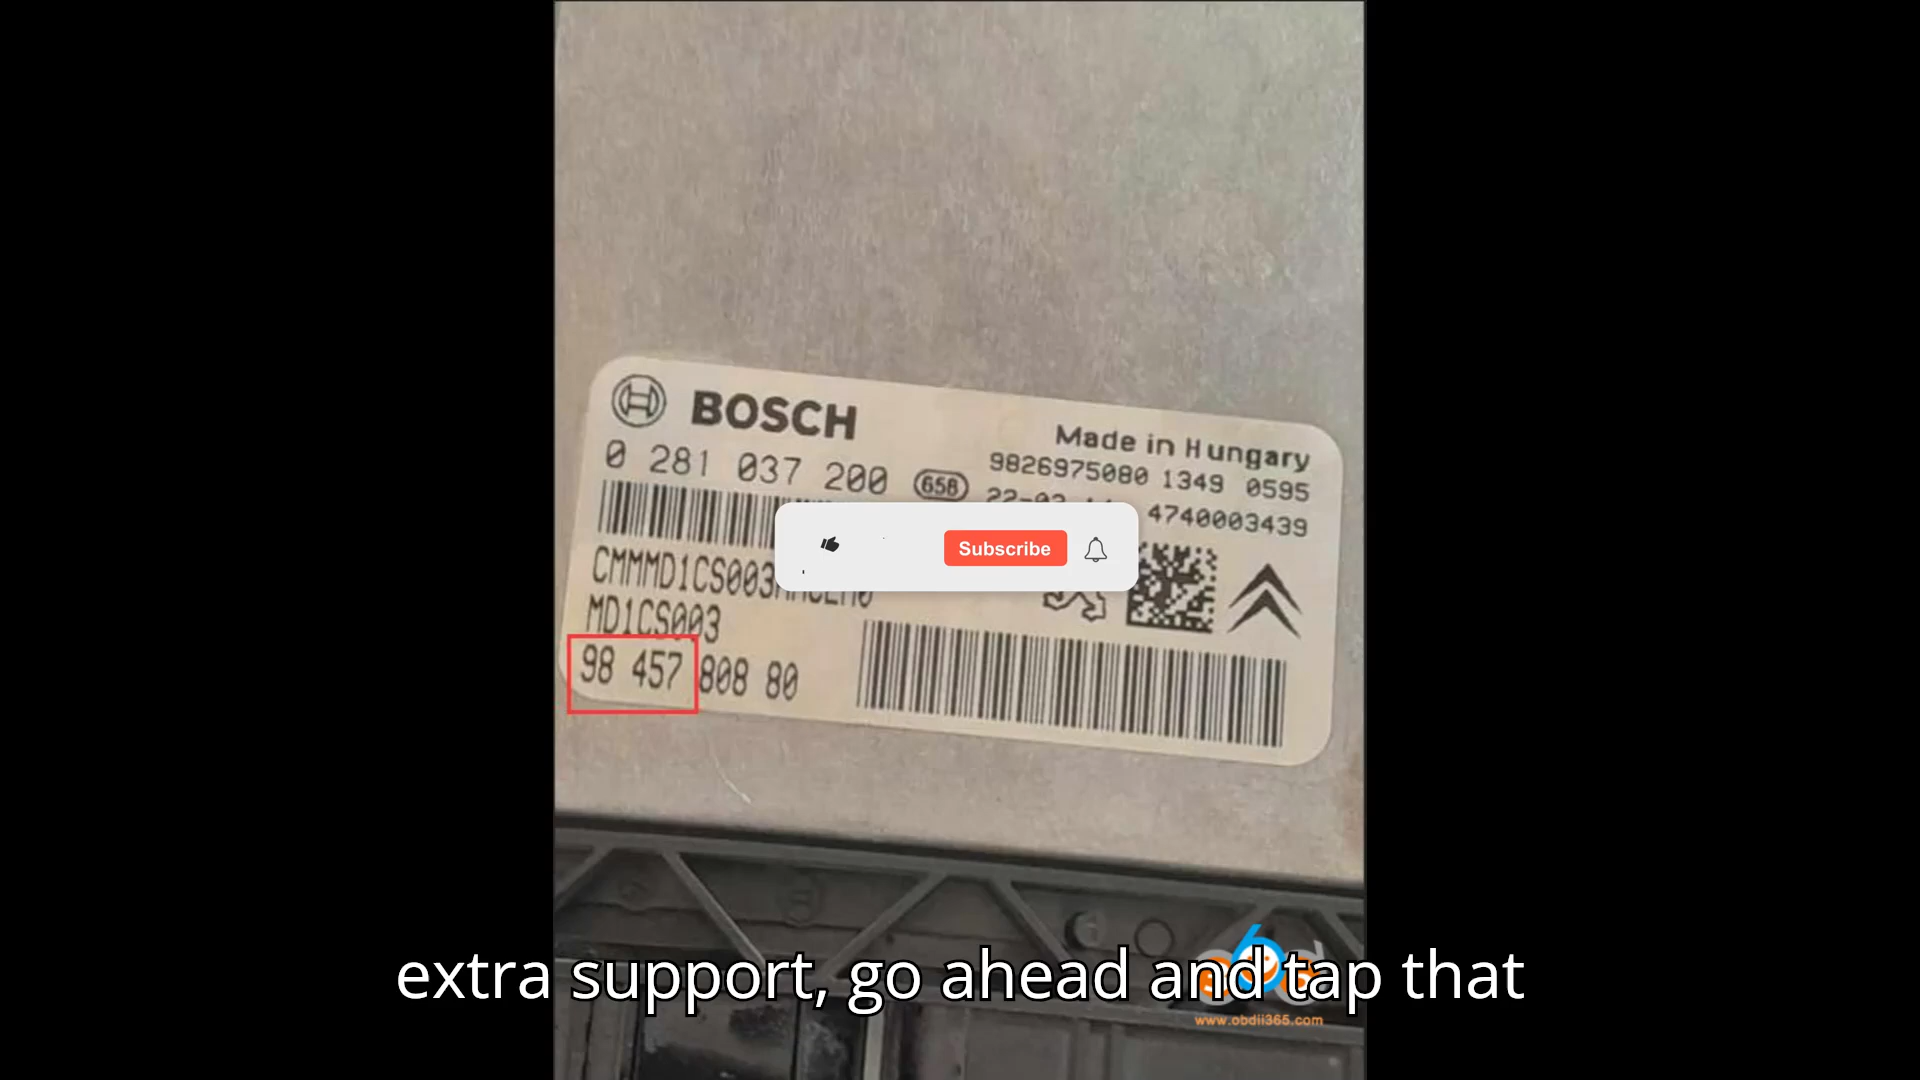 BOSCH
Made in Hungary
0 281 037 200
658
9826975080 1349 0595
4740003439
Subscribe
MD1CS003
98 457 808 80
extra support, go ahead and tap that
www.obdii365.com